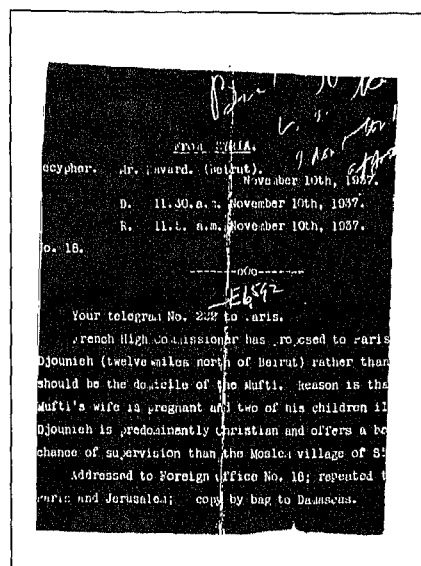 FROM SYRIA.
ecypher. Mr. Havard. (Beirut).
November 10th, 1937.
D. 11.30.a.m. November 10th, 1937.
R. a.m. November 10th, 1937.
o. 18.
------oOo------
E6592
Your telegram No. 222 to Paris.
French High Commissioner has proposed to Paris
Djounieh (twelve miles north of Beirut) rather than
should be the domicile of the Mufti. Reason is tha
Mufti's wife is pregnant and two of his children il
Djounieh is predominantly Christian and offers a be
chance of supervision than the Moslem village of
Addressed to Foreign Office No. 18; repeated t
Paris and Jerusalem; copy by bag to Damascus.